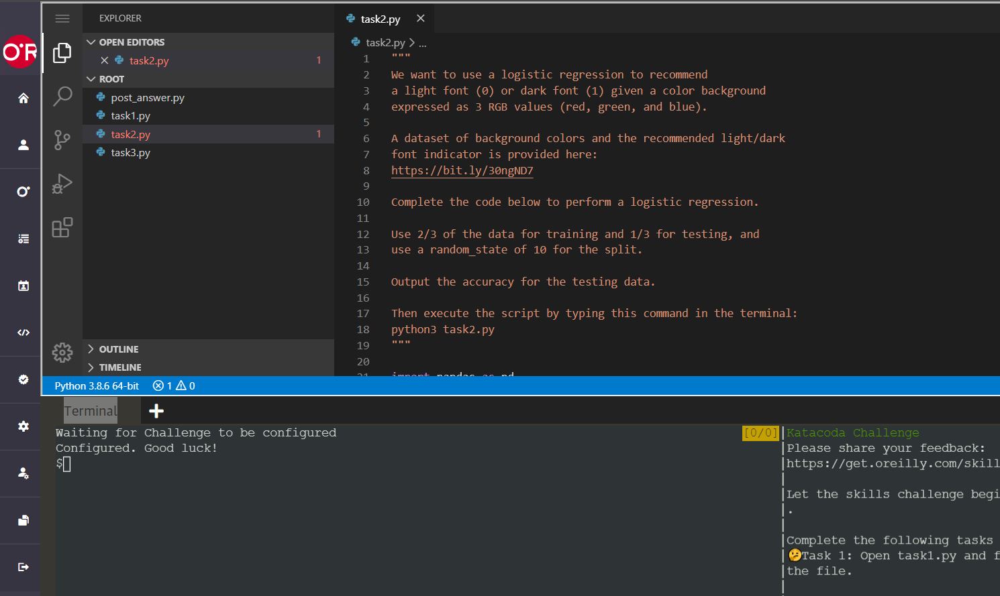 O'R
EXPLORER
OPEN EDITORS
task2.py 1
ROOT
post_answer.py
task1.py
task2.py 1
task3.py
OUTLINE
TIMELINE
task2.py
task2.py > ...
1 """
2 We want to use a logistic regression to recommend
3 a light font (0) or dark font (1) given a color background
4 expressed as 3 RGB values (red, green, and blue).
5
6 A dataset of background colors and the recommended light/dark
7 font indicator is provided here:
8 https://bit.ly/30ngND7
9
10 Complete the code below to perform a logistic regression.
11
12 Use 2/3 of the data for training and 1/3 for testing, and
13 use a random_state of 10 for the split.
14
15 Output the accuracy for the testing data.
16
17 Then execute the script by typing this command in the terminal:
18 python3 task2.py
19 """
20
21 import pandas as pd
Python 3.8.6 64-bit 1 0
Terminal +
Waiting for Challenge to be configured
Configured. Good luck!
$
[0/0]
Katacoda Challenge
Please share your feedback:
https://get.oreilly.com/skill
Let the skills challenge begi
.
Complete the following tasks
Task 1: Open task1.py and f
the file.